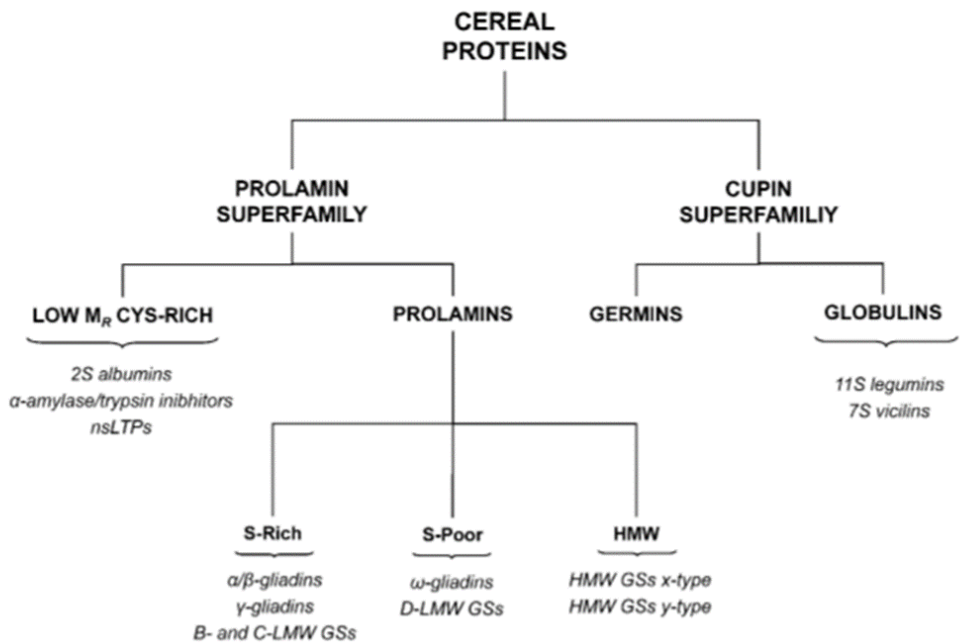 CEREAL
PROTEINS
PROLAMIN
SUPERFAMILY
CUPIN
SUPERFAMILIY
LOW MR CYS-RICH
PROLAMINS
GERMINS
GLOBULINS
2S albumins
α-amylase/trypsin inibhitors
nsLTPs
11S legumins
7S vicilins
S-Rich
S-Poor
HMW
α/β-gliadins
γ-gliadins
B- and C-LMW GSs
ω-gliadins
D-LMW GSs
HMW GSs x-type
HMW GSs y-type